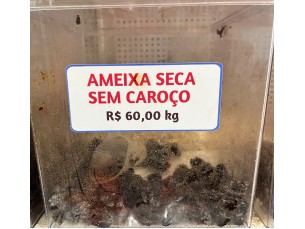 AMEIXA SECA
SEM CAROÇO
R$ 60,00 kg